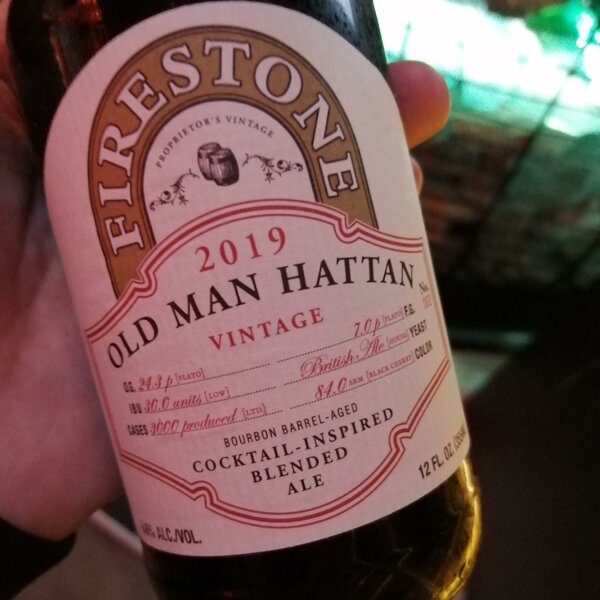 FIRESTONE
PROPRIETOR'S VINTAGE
2019
OLD MAN HATTAN
VINTAGE
No.
O.G. 24.3 p [PLATO] 7.0 p [PLATO] F.G.
IBU 30.0 units [LOW] British Ale [HOUSE] YEAST
CASES 3000 produced [LTD.] 84.0 SRM [BLACK CHERRY] COLOR
BOURBON BARREL-AGED
COCKTAIL-INSPIRED
BLENDED
ALE
ALC./VOL.
12 FL. OZ.